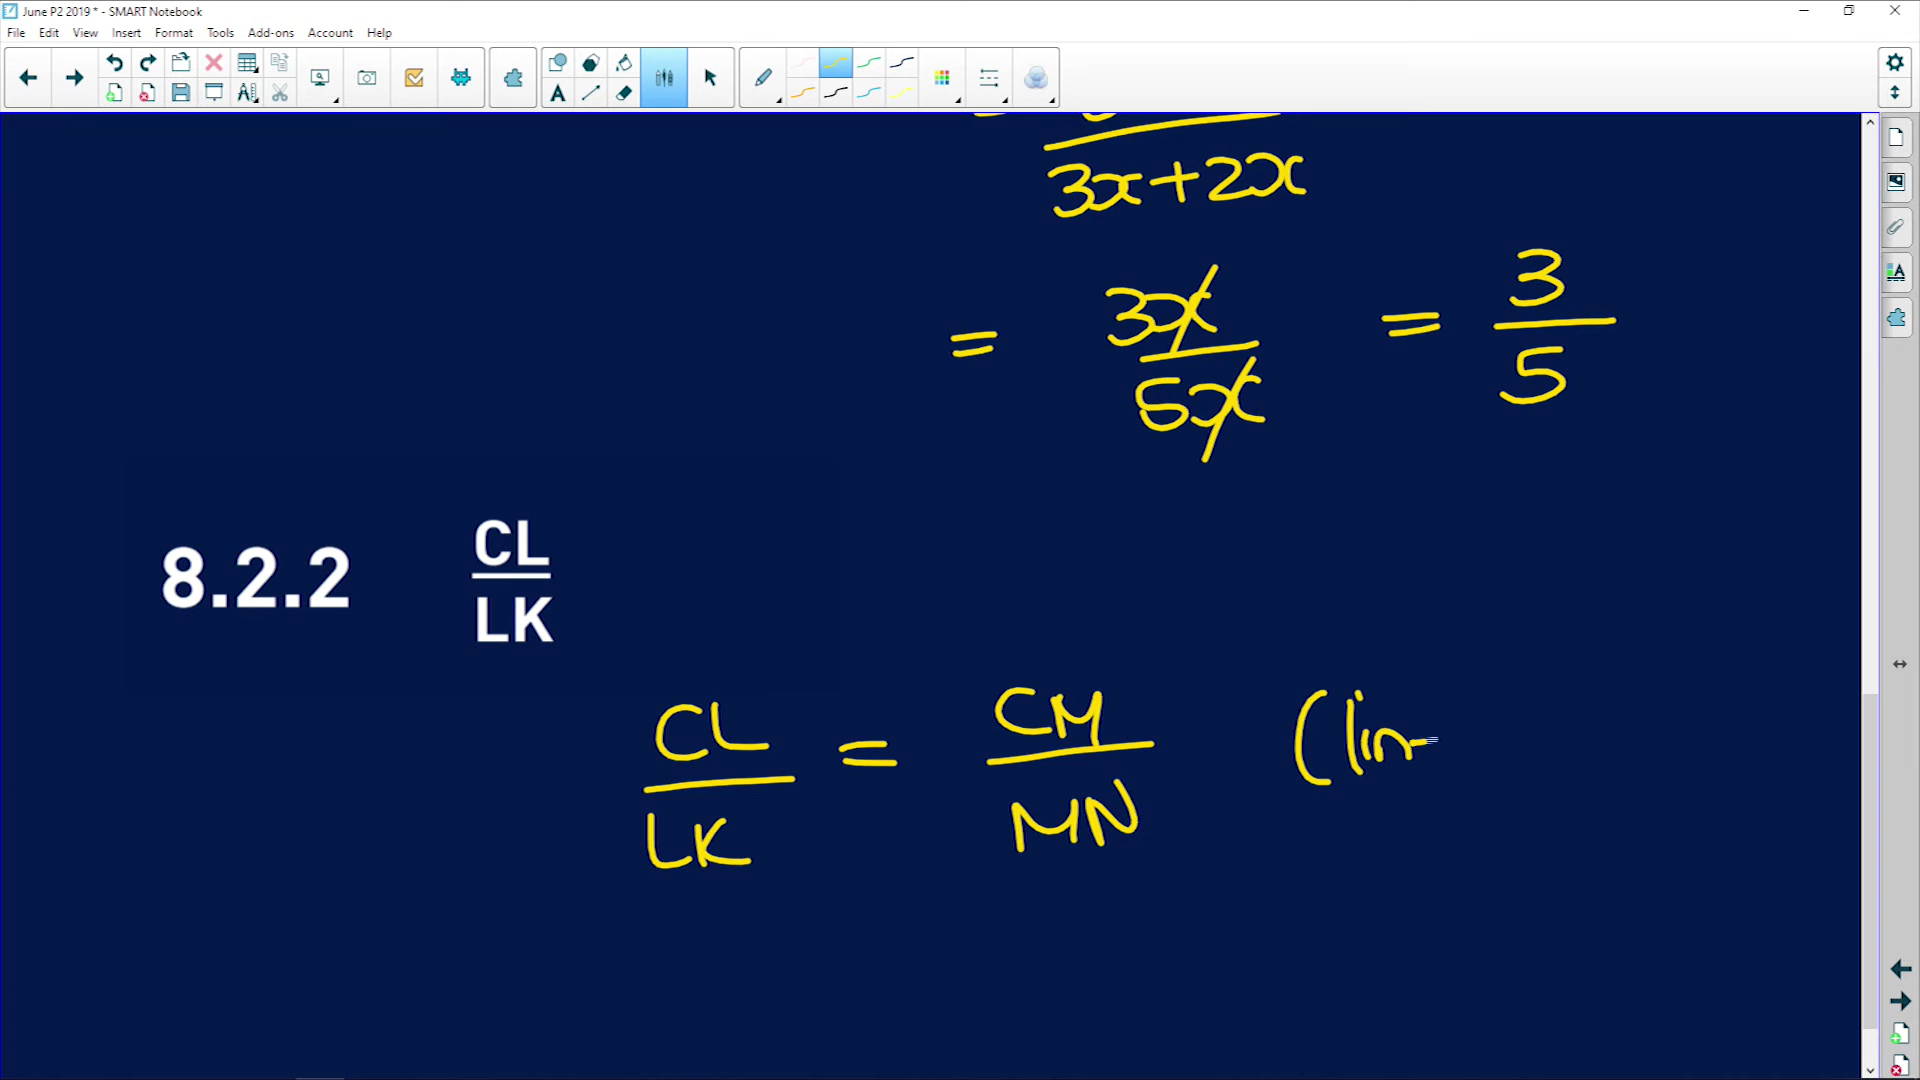 June P2 2019 * - SMART Notebook
File Edit View Insert Format Tools Add-ons Account Help
3x+2x
= 3x/5x = 3/5
8.2.2 CL/LK
CL/LK = CM/MN (lin